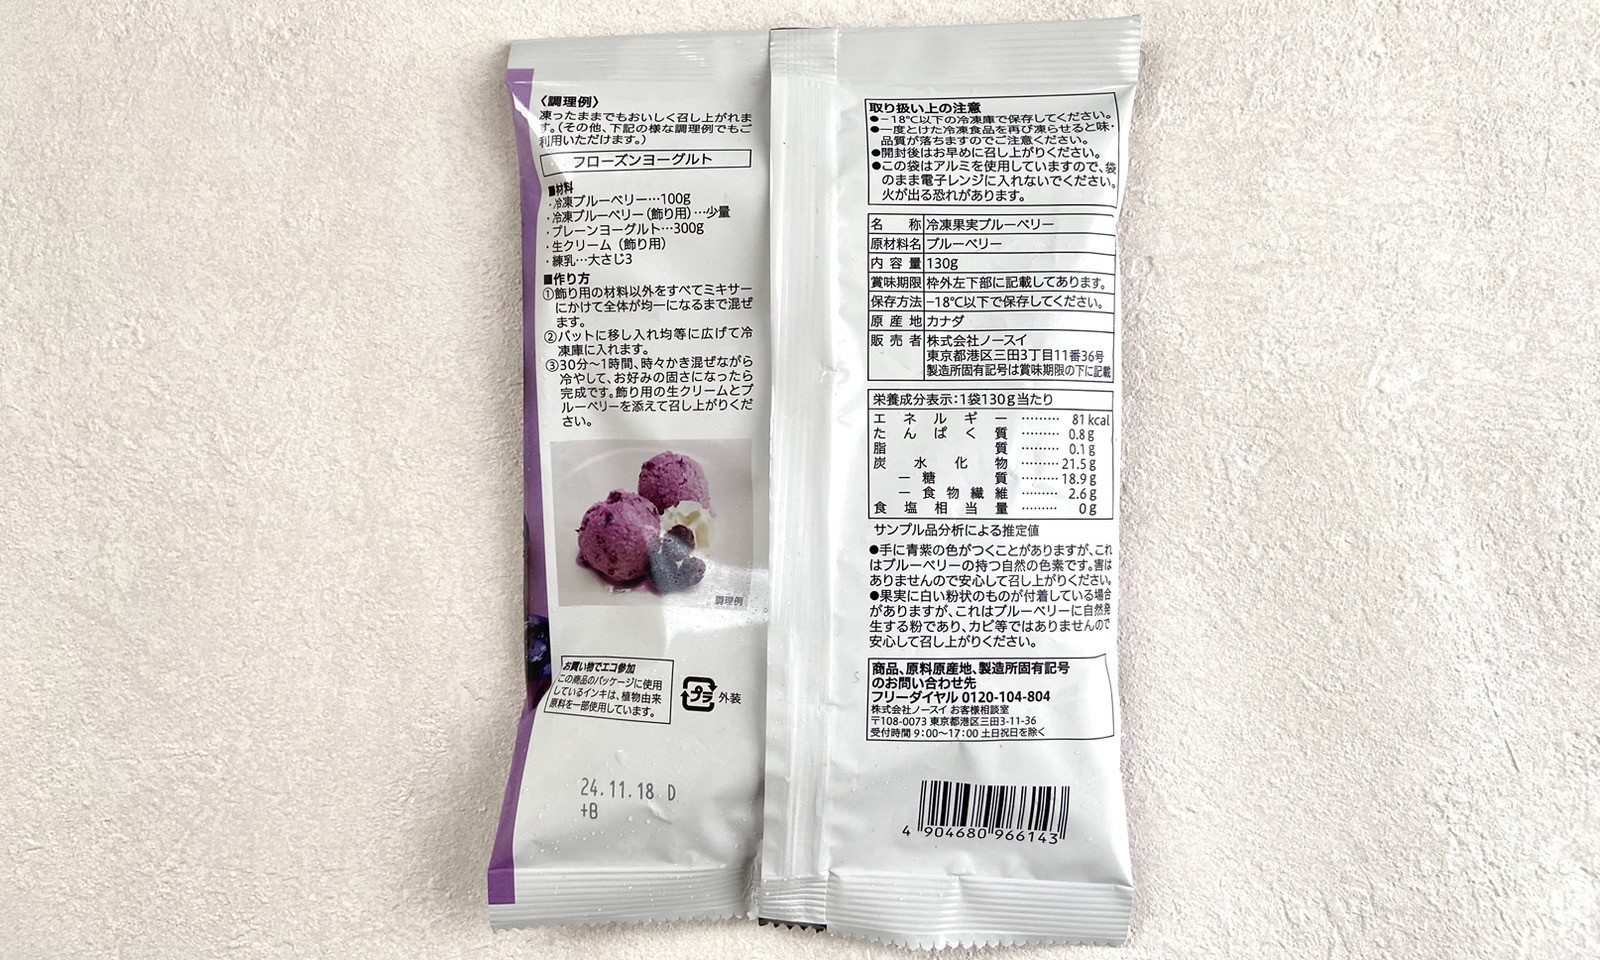 〈調理例〉
凍ったままでもおいしく召し上がれま
す。(その他、下記の様な調理例でもご
利用いただけます。)
フローズンヨーグルト
■材料
・冷凍ブルーベリー…100g
・冷凍ブルーベリー(飾り用)…少量
・プレーンヨーグルト…300g
・生クリーム(飾り用)
・練乳…大さじ3
■作り方
①飾り用の材料以外をすべてミキサー
にかけて全体が均一になるまで混ぜ
ます。
②バットに移し入れ均等に広げて冷
凍庫に入れます。
③30分～1時間、時々かき混ぜながら
冷やして、お好みの固さになったら
完成です。飾り用の生クリームとブ
ルーベリーを添えて召し上がりくだ
さい。
調理例
お買い物でエコ参加
この商品のパッケージに使用
しているインキは、植物由来
原料を一部使用しています。
プラ 外装
24.11.18 D
+B
取り扱い上の注意
●−18℃以下の冷凍庫で保存してください。
●一度とけた冷凍食品を再び凍らせると味・
品質が落ちますのでご注意ください。
●開封後はお早めに召し上がりください。
●この袋はアルミを使用していますので、袋
のまま電子レンジに入れないでください。
火が出る恐れがあります。
名称 冷凍果実ブルーベリー
原材料名 ブルーベリー
内容量 130g
賞味期限 枠外左下部に記載してあります。
保存方法 −18℃以下で保存してください。
原産地 カナダ
販売者 株式会社ノースイ
東京都港区三田3丁目11番36号
製造所固有記号は賞味期限の下に記載
栄養成分表示:1袋130g当たり
エネルギー ……… 81kcal
たんぱく質 ……… 0.8g
脂質 ……… 0.1g
炭水化物 ……… 21.5g
－糖質 ……… 18.9g
－食物繊維 ……… 2.6g
食塩相当量 ……… 0g
サンプル品分析による推定値
●手に青紫の色がつくことがありますが、これ
はブルーベリーの持つ自然の色素です。害は
ありませんので安心して召し上がりください。
●果実に白い粉状のものが付着している場合
がありますが、これはブルーベリーに自然発
生する粉であり、カビ等ではありませんので
安心して召し上がりください。
商品、原料原産地、製造所固有記号
のお問い合わせ先
フリーダイヤル 0120-104-804
株式会社ノースイ お客様相談室
〒108-0073 東京都港区三田3-11-36
受付時間 9:00～17:00 土日祝日を除く
4 904680 966143